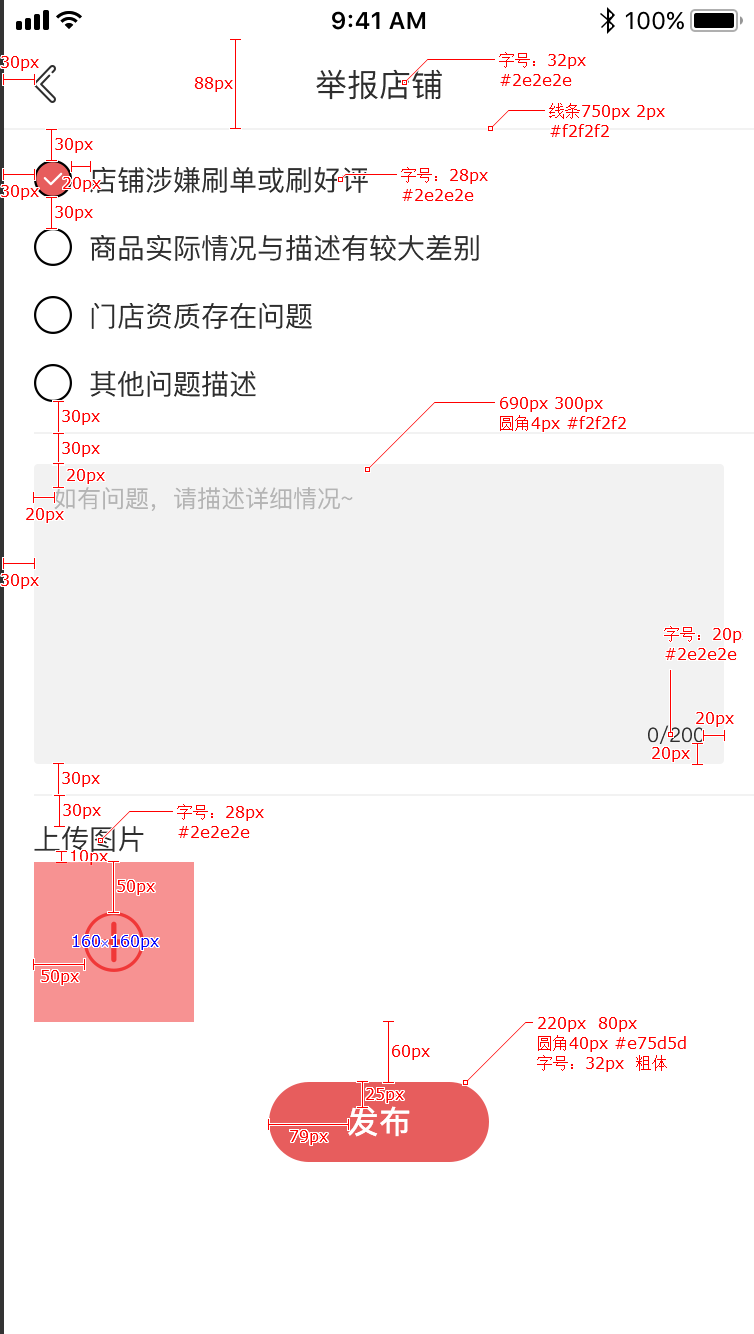 9:41 AM
100%
30px
88px
举报店铺
字号：32px
#2e2e2e
线条750px 2px
#f2f2f2
30px
30px
20px
店铺涉嫌刷单或刷好评
字号：28px
#2e2e2e
30px
商品实际情况与描述有较大差别
门店资质存在问题
其他问题描述
30px
690px 300px
圆角4px #f2f2f2
30px
20px
如有问题，请描述详细情况~
20px
30px
字号：20p
#2e2e2e
20px
0/200
20px
30px
30px
字号：28px
#2e2e2e
上传图片
10px
50px
160×160px
50px
60px
220px 80px
圆角40px #e75d5d
字号：32px 粗体
25px
发布
79px